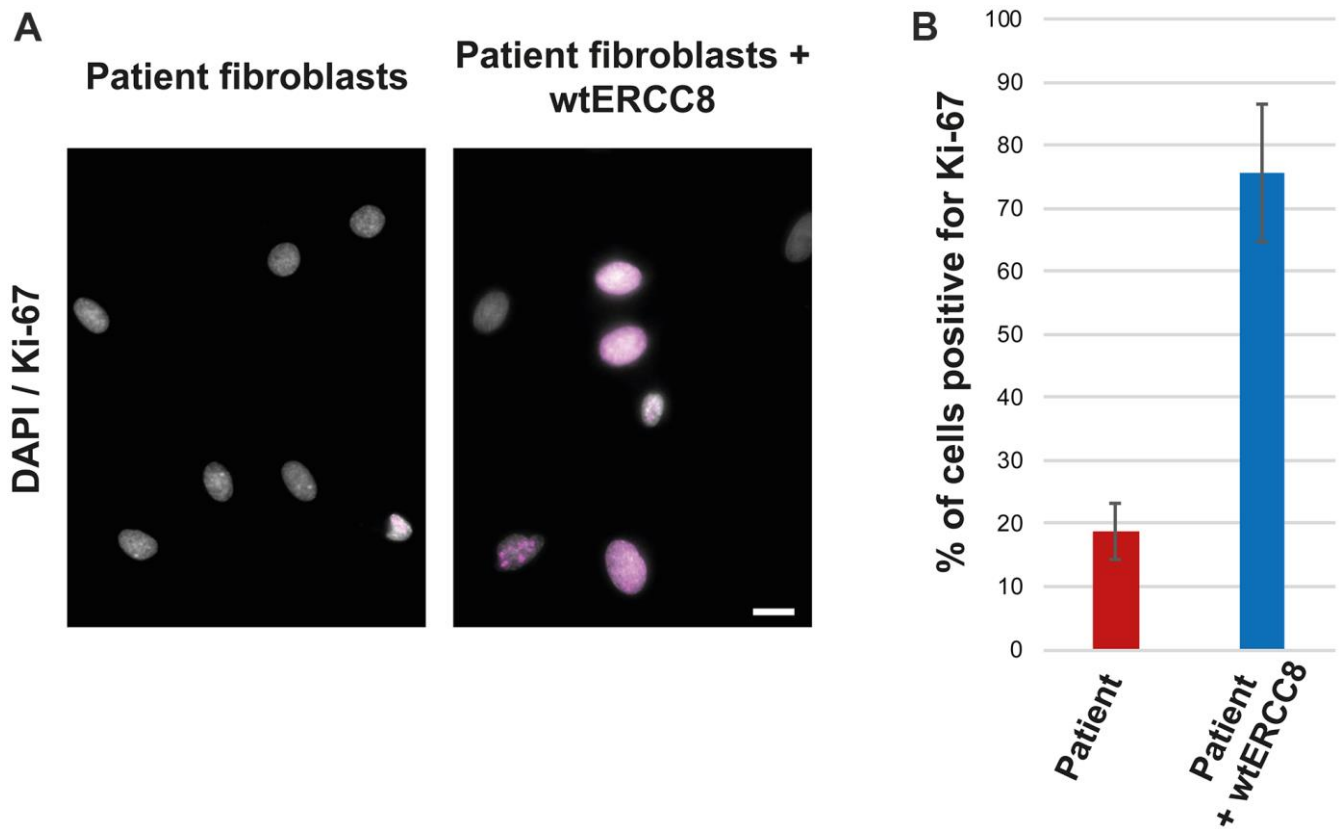 A
Patient fibroblasts
Patient fibroblasts +
wtERCC8
DAPI / Ki-67
B
% of cells positive for Ki-67
100
90
80
70
60
50
40
30
20
10
0
Patient
Patient
+ wtERCC8